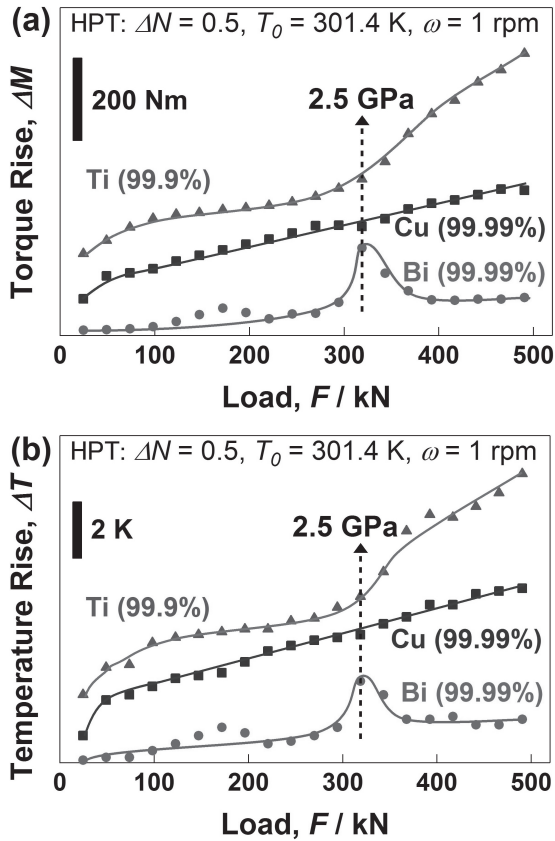 (a) HPT: ΔN = 0.5, T0 = 301.4 K, ω = 1 rpm
200 Nm
2.5 GPa
Ti (99.9%)
Cu (99.99%)
Bi (99.99%)
Torque Rise, ΔM
0 100 200 300 400 500
Load, F / kN
(b) HPT: ΔN = 0.5, T0 = 301.4 K, ω = 1 rpm
2 K
2.5 GPa
Ti (99.9%)
Cu (99.99%)
Bi (99.99%)
Temperature Rise, ΔT
0 100 200 300 400 500
Load, F / kN